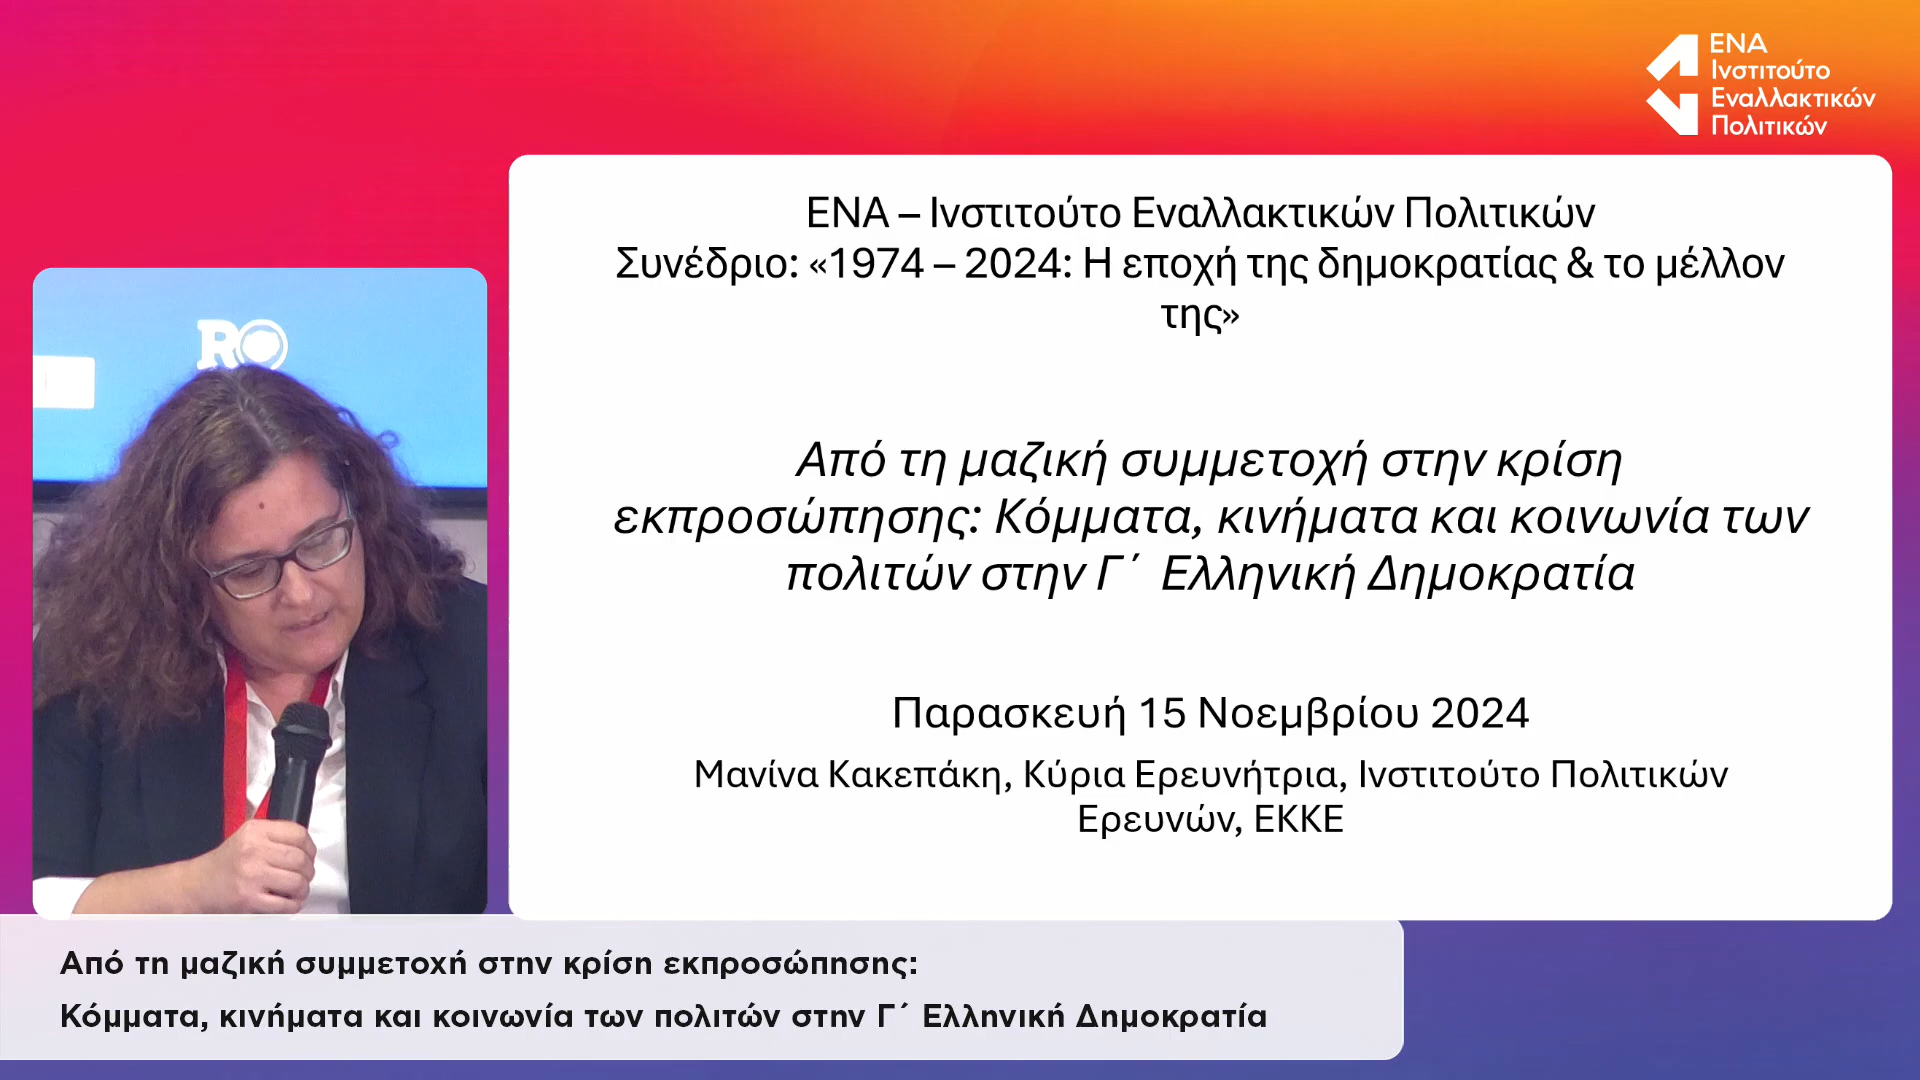 ΕΝΑ
Ινστιτούτο
Εναλλακτικών
Πολιτικών
ΕΝΑ – Ινστιτούτο Εναλλακτικών Πολιτικών
Συνέδριο: «1974 – 2024: Η εποχή της δημοκρατίας & το μέλλον
της»
Από τη μαζική συμμετοχή στην κρίση
εκπροσώπησης: Κόμματα, κινήματα και κοινωνία των
πολιτών στην Γ΄ Ελληνική Δημοκρατία
Παρασκευή 15 Νοεμβρίου 2024
Μανίνα Κακεπάκη, Κύρια Ερευνήτρια, Ινστιτούτο Πολιτικών
Ερευνών, ΕΚΚΕ
Από τη μαζική συμμετοχή στην κρίση εκπροσώπησης:
Κόμματα, κινήματα και κοινωνία των πολιτών στην Γ΄ Ελληνική Δημοκρατία